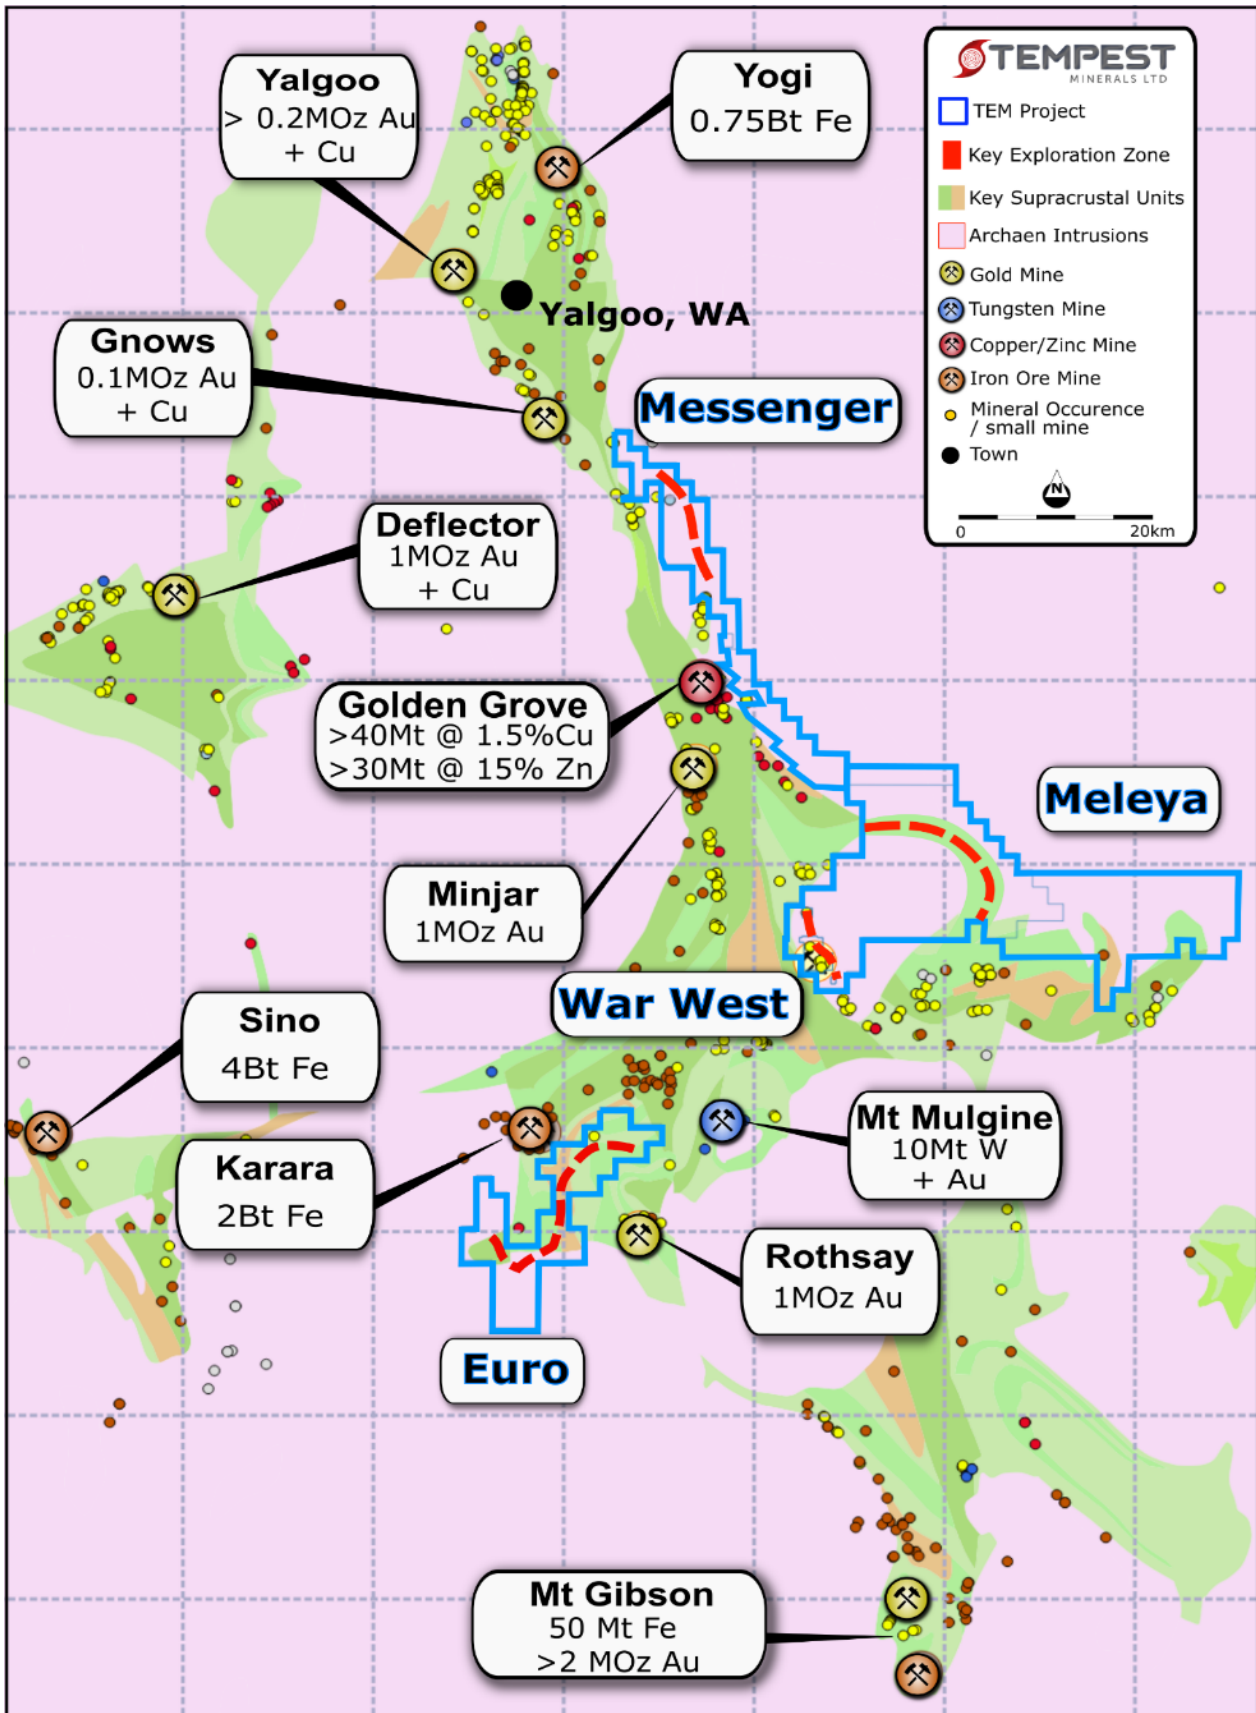 Yalgoo
> 0.2MOz Au
+ Cu
Yogi
0.75Bt Fe
TEMPEST
MINERALS LTD
TEM Project
Key Exploration Zone
Key Supracrustal Units
Archaen Intrusions
Gold Mine
Tungsten Mine
Copper/Zinc Mine
Iron Ore Mine
Mineral Occurence
/ small mine
Town
N
0 20km
Yalgoo, WA
Gnows
0.1MOz Au
+ Cu
Messenger
Deflector
1MOz Au
+ Cu
Golden Grove
>40Mt @ 1.5%Cu
>30Mt @ 15% Zn
Meleya
Minjar
1MOz Au
War West
Sino
4Bt Fe
Karara
2Bt Fe
Mt Mulgine
10Mt W
+ Au
Rothsay
1MOz Au
Euro
Mt Gibson
50 Mt Fe
>2 MOz Au